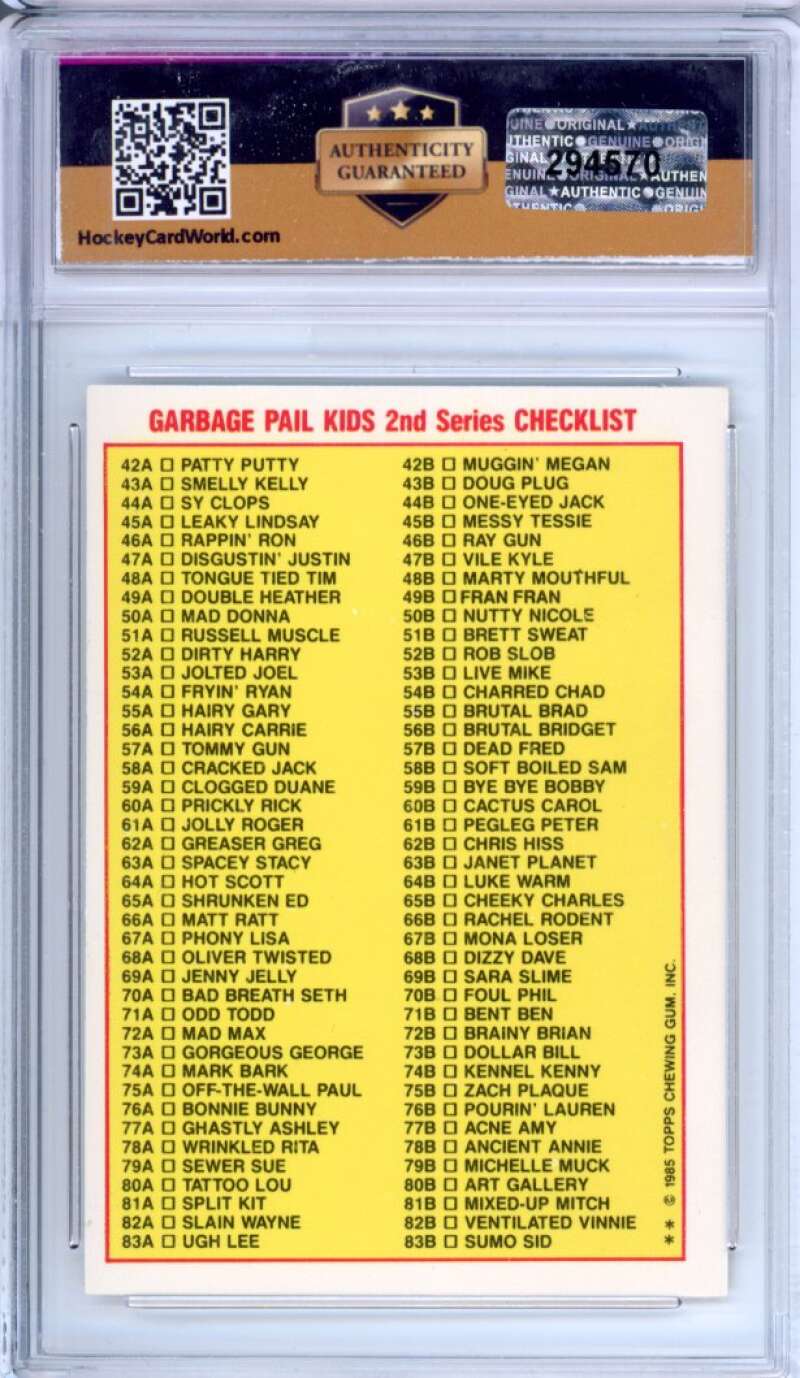 AUTHENTICITY
GUARANTEED
294570
ORIGINAL
GENUINE
AUTHENTIC
HockeyCardWorld.com
GARBAGE PAIL KIDS 2nd Series CHECKLIST
42A □ PATTY PUTTY 42B □ MUGGIN' MEGAN
43A □ SMELLY KELLY 43B □ DOUG PLUG
44A □ SY CLOPS 44B □ ONE-EYED JACK
45A □ LEAKY LINDSAY 45B □ MESSY TESSIE
46A □ RAPPIN' RON 46B □ RAY GUN
47A □ DISGUSTIN' JUSTIN 47B □ VILE KYLE
48A □ TONGUE TIED TIM 48B □ MARTY MOUTHFUL
49A □ DOUBLE HEATHER 49B □ FRAN FRAN
50A □ MAD DONNA 50B □ NUTTY NICOLE
51A □ RUSSELL MUSCLE 51B □ BRETT SWEAT
52A □ DIRTY HARRY 52B □ ROB SLOB
53A □ JOLTED JOEL 53B □ LIVE MIKE
54A □ FRYIN' RYAN 54B □ CHARRED CHAD
55A □ HAIRY GARY 55B □ BRUTAL BRAD
56A □ HAIRY CARRIE 56B □ BRUTAL BRIDGET
57A □ TOMMY GUN 57B □ DEAD FRED
58A □ CRACKED JACK 58B □ SOFT BOILED SAM
59A □ CLOGGED DUANE 59B □ BYE BYE BOBBY
60A □ PRICKLY RICK 60B □ CACTUS CAROL
61A □ JOLLY ROGER 61B □ PEGLEG PETER
62A □ GREASER GREG 62B □ CHRIS HISS
63A □ SPACEY STACY 63B □ JANET PLANET
64A □ HOT SCOTT 64B □ LUKE WARM
65A □ SHRUNKEN ED 65B □ CHEEKY CHARLES
66A □ MATT RATT 66B □ RACHEL RODENT
67A □ PHONY LISA 67B □ MONA LOSER
68A □ OLIVER TWISTED 68B □ DIZZY DAVE
69A □ JENNY JELLY 69B □ SARA SLIME
70A □ BAD BREATH SETH 70B □ FOUL PHIL
71A □ ODD TODD 71B □ BENT BEN
72A □ MAD MAX 72B □ BRAINY BRIAN
73A □ GORGEOUS GEORGE 73B □ DOLLAR BILL
74A □ MARK BARK 74B □ KENNEL KENNY
75A □ OFF-THE-WALL PAUL 75B □ ZACH PLAQUE
76A □ BONNIE BUNNY 76B □ POURIN' LAUREN
77A □ GHASTLY ASHLEY 77B □ ACNE AMY
78A □ WRINKLED RITA 78B □ ANCIENT ANNIE
79A □ SEWER SUE 79B □ MICHELLE MUCK
80A □ TATTOO LOU 80B □ ART GALLERY
81A □ SPLIT KIT 81B □ MIXED-UP MITCH
82A □ SLAIN WAYNE 82B □ VENTILATED VINNIE
83A □ UGH LEE 83B □ SUMO SID
** © 1985 TOPPS CHEWING GUM, INC.